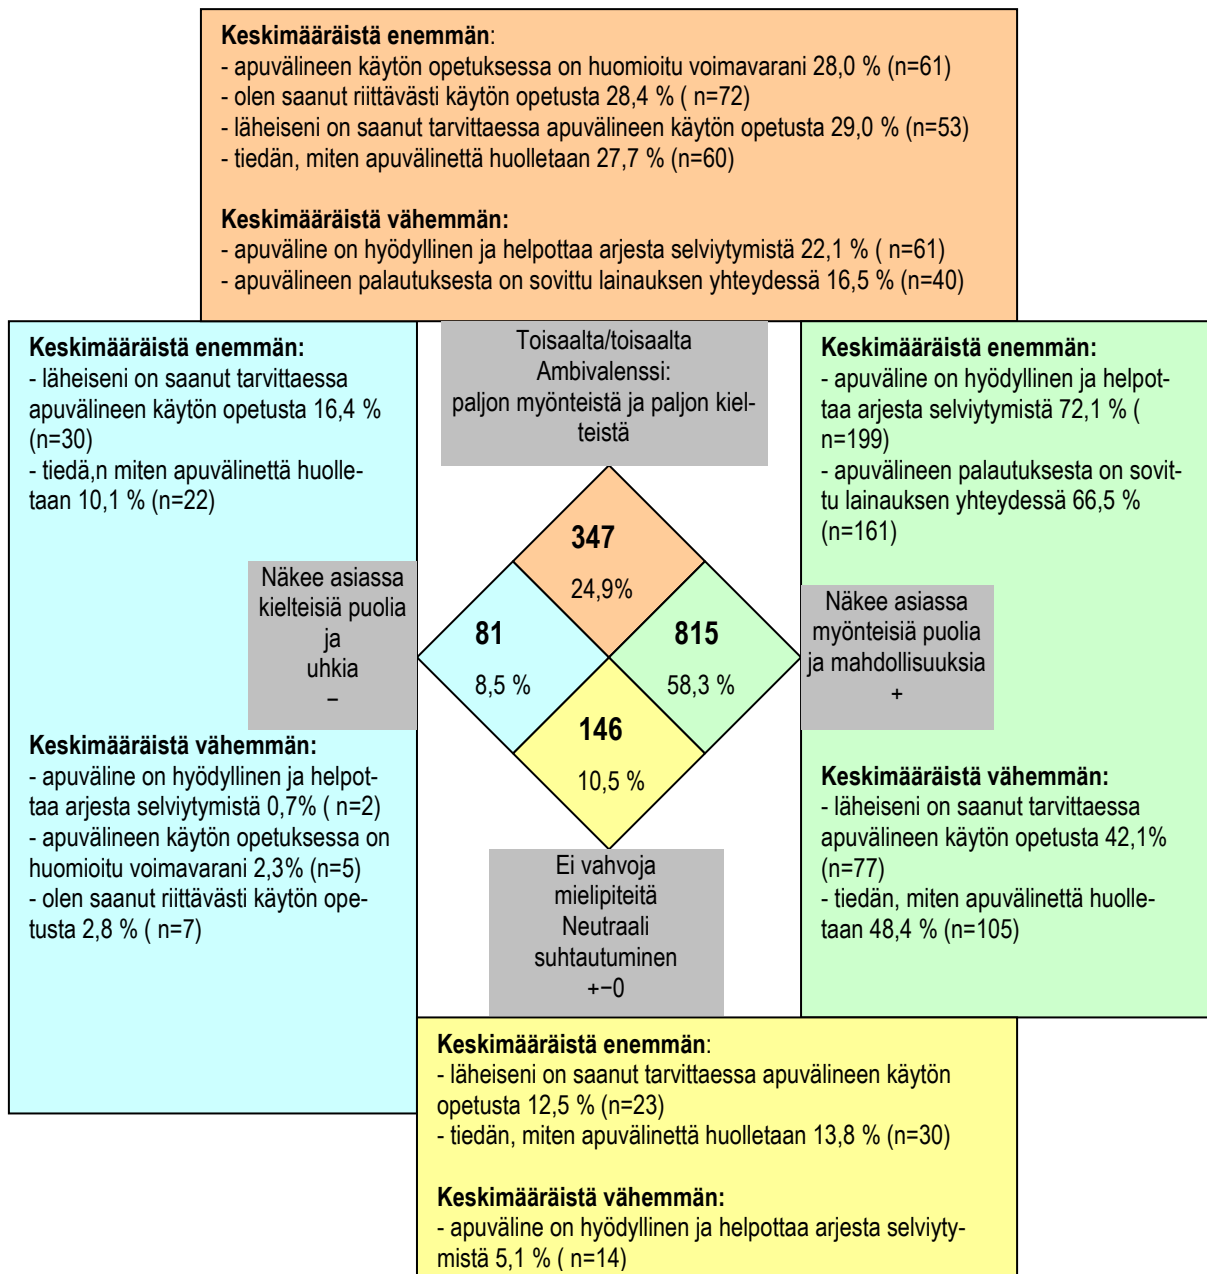 Keskimääräistä enemmän:
- apuvälineen käytön opetuksessa on huomioitu voimavarani 28,0 % (n=61)
- olen saanut riittävästi käytön opetusta 28,4 % ( n=72)
- läheiseni on saanut tarvittaessa apuvälineen käytön opetusta 29,0 % (n=53)
- tiedän, miten apuvälinettä huolletaan 27,7 % (n=60)
Keskimääräistä vähemmän:
- apuväline on hyödyllinen ja helpottaa arjesta selviytymistä 22,1 % ( n=61)
- apuvälineen palautuksesta on sovittu lainauksen yhteydessä 16,5 % (n=40)
Keskimääräistä enemmän:
- läheiseni on saanut tarvittaessa
apuvälineen käytön opetusta 16,4 %
(n=30)
- tiedä,n miten apuvälinettä huolle-
taan 10,1 % (n=22)
Toisaalta/toisaalta
Ambivalenssi:
paljon myönteistä ja paljon kiel-
teistä
Keskimääräistä enemmän:
- apuväline on hyödyllinen ja helpot-
taa arjesta selviytymistä 72,1 % (
n=199)
- apuvälineen palautuksesta on sovit-
tu lainauksen yhteydessä 66,5 %
(n=161)
347
24,9%
Näkee asiassa
kielteisiä puolia
ja
uhkia
–
81
8,5 %
815
58,3 %
Näkee asiassa
myönteisiä puolia
ja mahdollisuuksia
+
146
10,5 %
Keskimääräistä vähemmän:
- apuväline on hyödyllinen ja helpot-
taa arjesta selviytymistä 0,7% ( n=2)
- apuvälineen käytön opetuksessa on
huomioitu voimavarani 2,3% (n=5)
- olen saanut riittävästi käytön ope-
tusta 2,8 % ( n=7)
Keskimääräistä vähemmän:
- läheiseni on saanut tarvittaessa
apuvälineen käytön opetusta 42,1%
(n=77)
- tiedän, miten apuvälinettä huolle-
taan 48,4 % (n=105)
Ei vahvoja
mielipiteitä
Neutraali
suhtautuminen
+–0
Keskimääräistä enemmän:
- läheiseni on saanut tarvittaessa apuvälineen käytön
opetusta 12,5 % (n=23)
- tiedän, miten apuvälinettä huolletaan 13,8 % (n=30)
Keskimääräistä vähemmän:
- apuväline on hyödyllinen ja helpottaa arjesta selviyty-
mistä 5,1 % ( n=14)